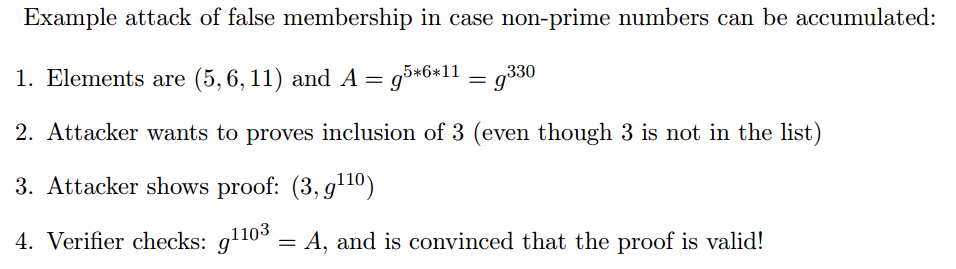 Example attack of false membership in case non-prime numbers can be accumulated:
1. Elements are (5, 6, 11) and A = g^{5*6*11} = g^{330}
2. Attacker wants to proves inclusion of 3 (even though 3 is not in the list)
3. Attacker shows proof: (3, g^{110})
4. Verifier checks: g^{110^3} = A, and is convinced that the proof is valid!